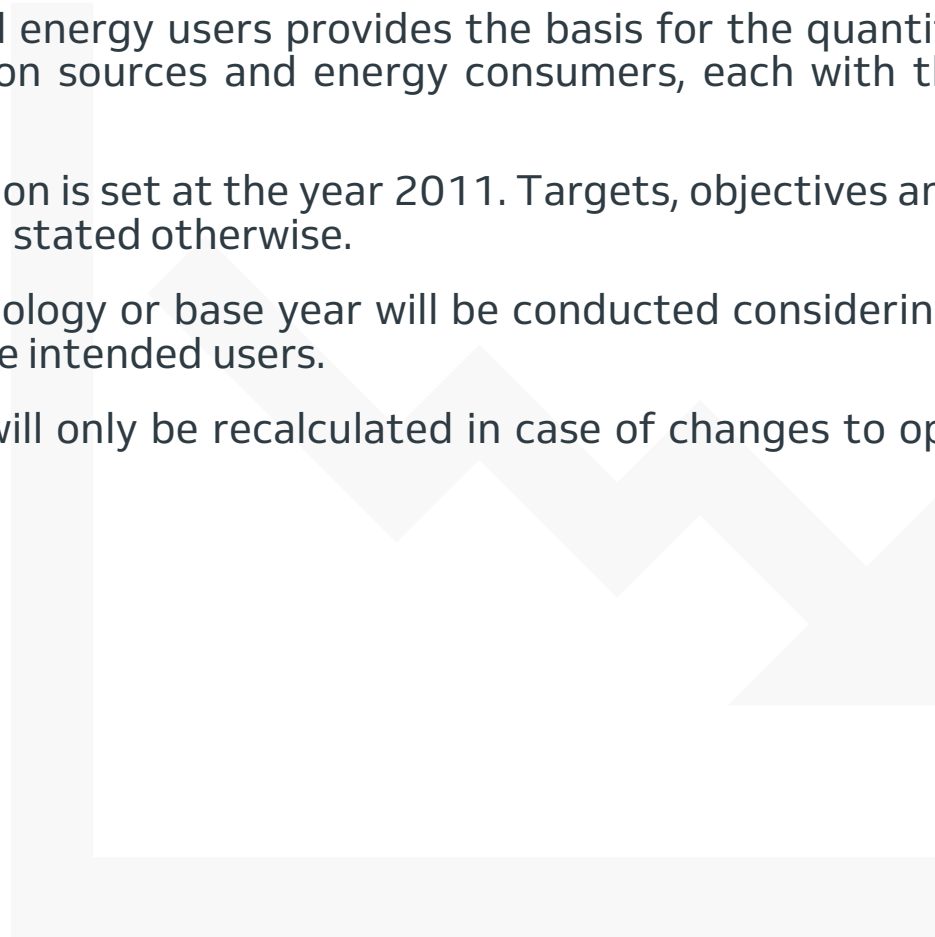 energy users provides the basis for the quanti
on sources and energy consumers, each with t
on is set at the year 2011. Targets, objectives
stated otherwise.
ology or base year will be conducted considerin
e intended users.
will only be recalculated in case of changes to op